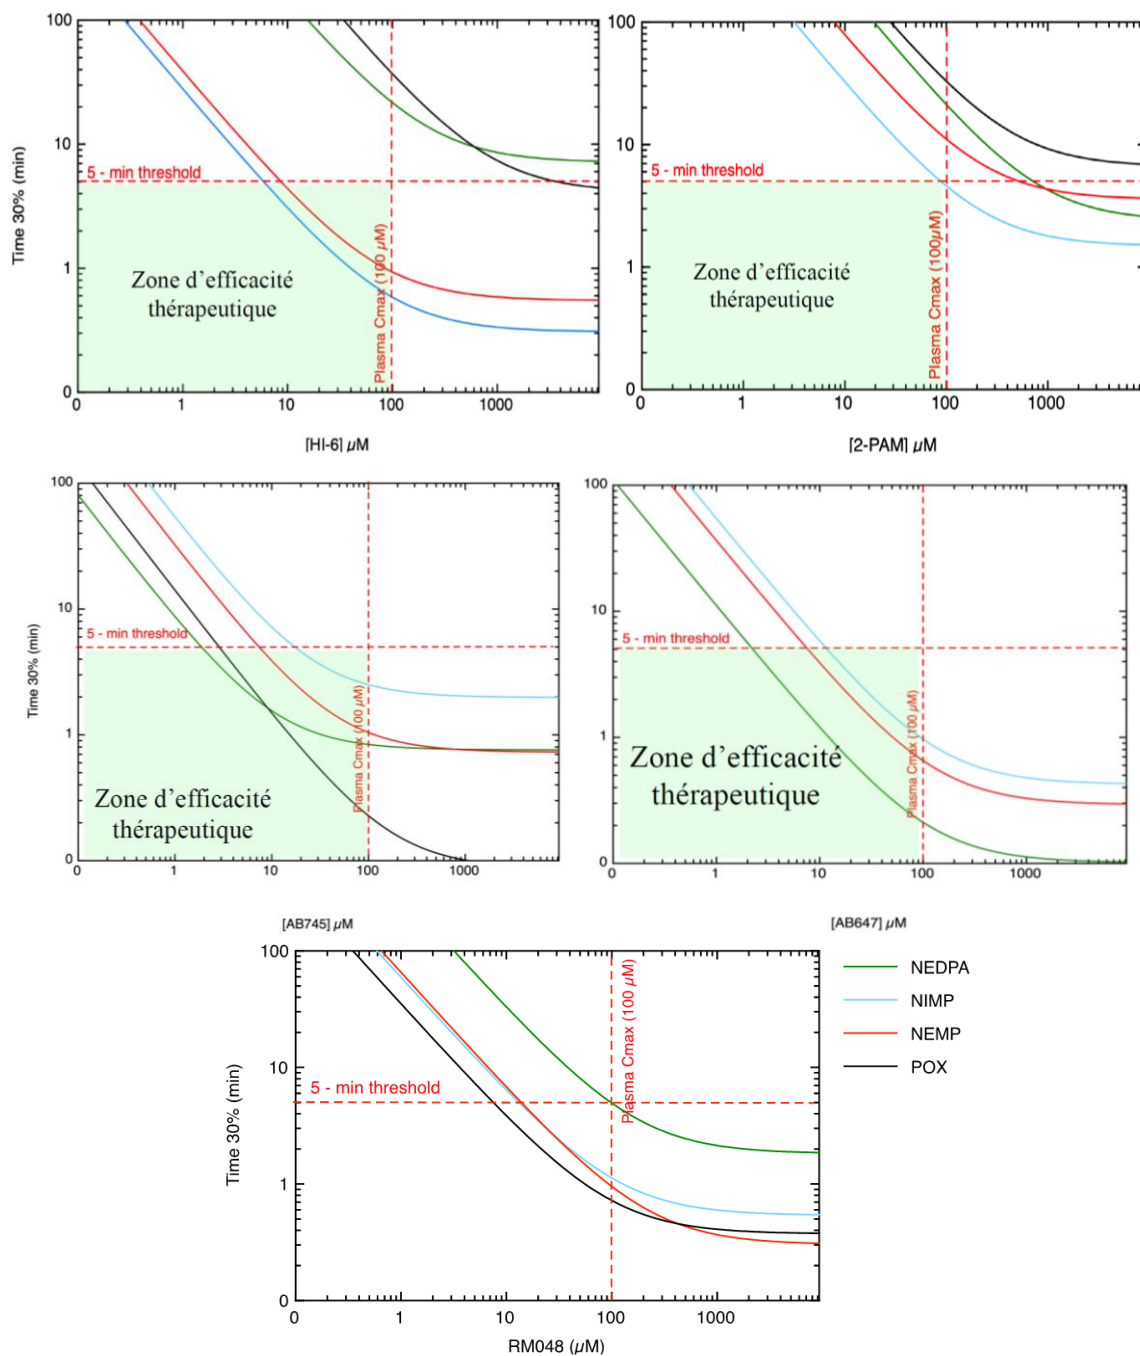 100
10
1
0
Time 30% (min)
5 - min threshold
Zone d'efficacité
thérapeutique
Plasma Cmax (100 µM)
0
1
10
100
1000
[HI-6] µM
100
10
1
0
5 - min threshold
Zone d'efficacité
thérapeutique
Plasma Cmax (100µM)
0
1
10
100
1000
[2-PAM] µM
100
10
1
0
Time 30% (min)
5 - min threshold
Zone d'efficacité
thérapeutique
Plasma Cmax (100 µM)
0
1
10
100
1000
[AB745] µM
100
10
1
0
5 - min threshold
Zone d'efficacité
thérapeutique
Plasma Cmax (100 µM)
0
1
10
100
1000
[AB647] µM
100
10
1
0
Time 30% (min)
5 - min threshold
Plasma Cmax (100 µM)
0
1
10
100
1000
RM048 (µM)
NEDPA
NIMP
NEMP
POX